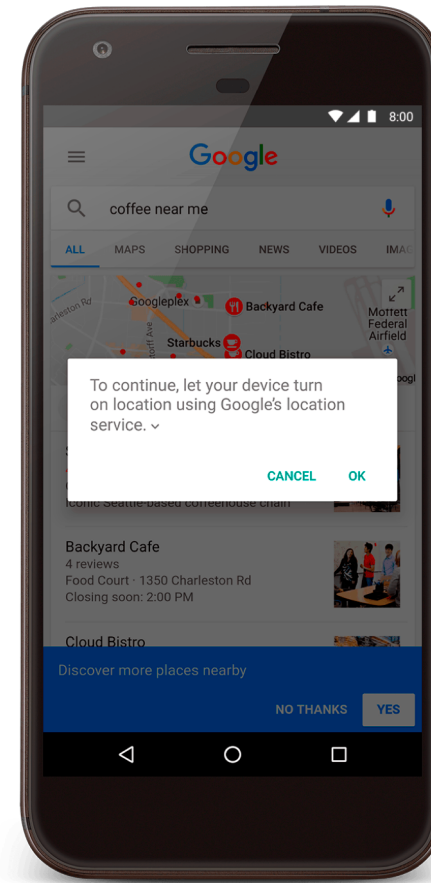 8:00
Google
coffee near me
ALL MAPS SHOPPING NEWS VIDEOS IMAG
Googleplex
Backyard Cafe
Moffett
Federal
Airfield
Starbucks
Cloud Bistro
To continue, let your device turn
on location using Google's location
service.
CANCEL OK
Iconic Seattle-based coffeehouse chain
Backyard Cafe
4 reviews
Food Court · 1350 Charleston Rd
Closing soon: 2:00 PM
Cloud Bistro
Discover more places nearby
NO THANKS YES